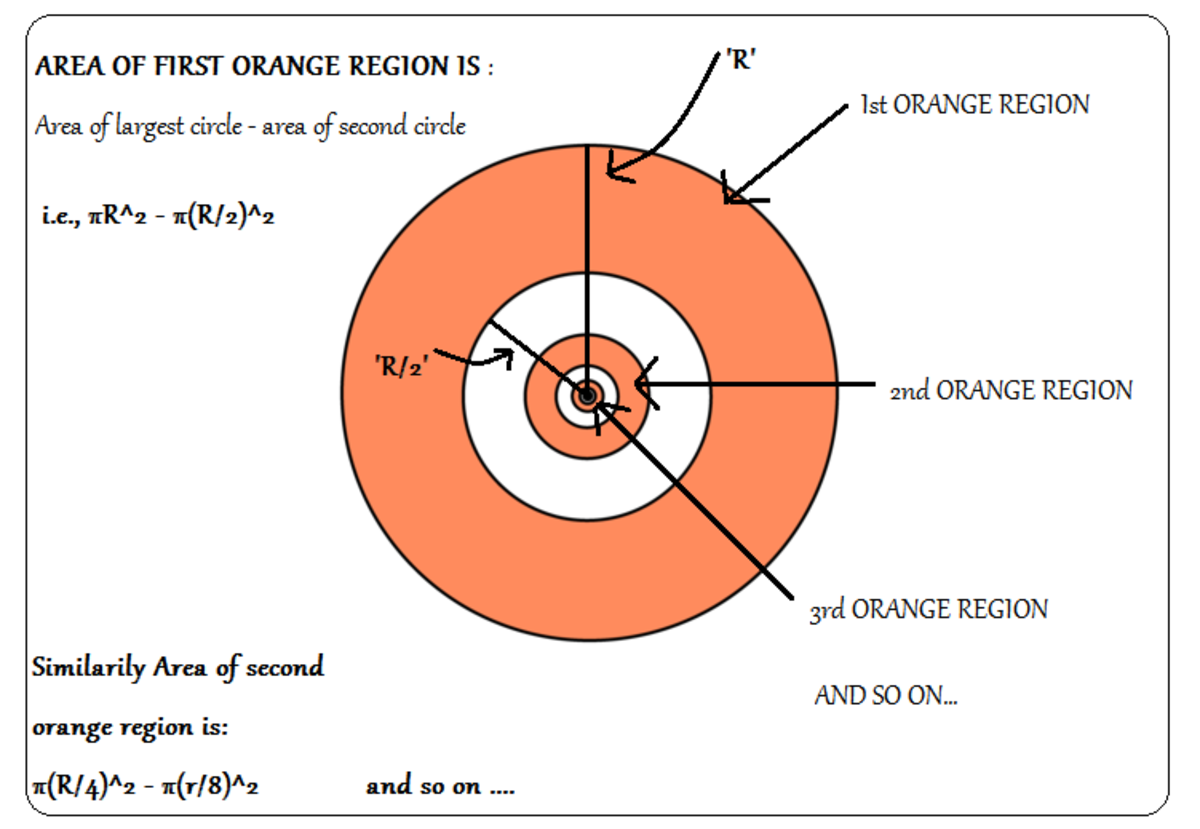 AREA OF FIRST ORANGE REGION IS :
'R'
1st ORANGE REGION
Area of largest circle - area of second circle
i.e., πR^2 - π(R/2)^2
'R/2'
2nd ORANGE REGION
3rd ORANGE REGION
Similarily Area of second
AND SO ON...
orange region is:
π(R/4)^2 - π(r/8)^2 and so on ....